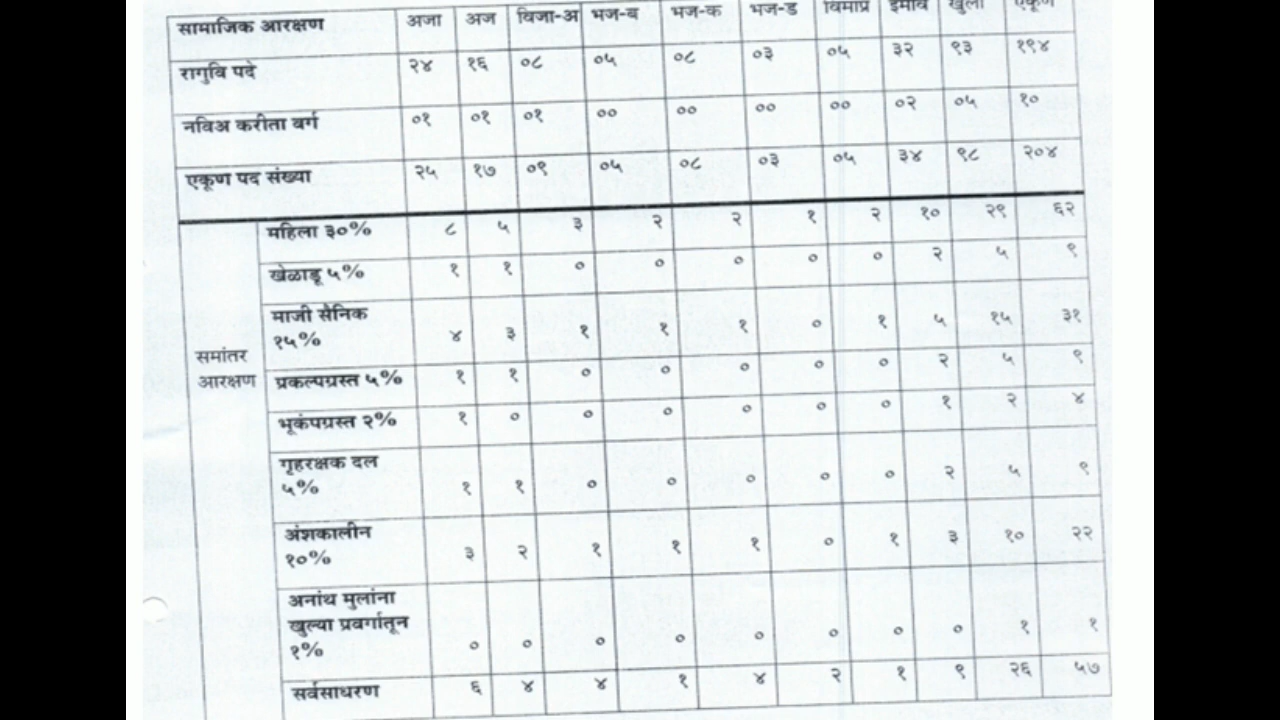 सामाजिक आरक्षण अजा अज विजा-अ भज-ब भज-क भज-ड विमाप्र इमाव खुला एकूण
रागुवि पदे २४ १६ ०८ ०५ ०८ ०३ ०५ ३२ ९३ १९४
नविअ करीता वर्ग ०१ ०१ ०१ ०० ०० ०० ०० ०२ ०५ १०
एकूण पद संख्या २५ १७ ०९ ०५ ०८ ०३ ०५ ३४ ९८ २०४
समांतर
आरक्षण
महिला ३०% ८ ५ ३ २ २ १ २ १० २९ ६२
खेळाडू ५% १ १ ० ० ० ० ० २ ५ ९
माजी सैनिक
१५% ४ ३ १ १ १ ० १ ५ १५ ३१
प्रकल्पग्रस्त ५% १ १ ० ० ० ० ० २ ५ ९
भूकंपग्रस्त २% १ ० ० ० ० ० ० १ २ ४
गृहरक्षक दल
५% १ १ ० ० ० ० ० २ ५ ९
अंशकालीन
१०% ३ २ १ १ १ ० १ ३ १० २२
अनांथ मुलांना
खुल्या प्रवर्गातून
१% ० ० ० ० ० ० ० ० १ १
सर्वसाधरण ६ ४ ४ १ ४ २ १ ९ २६ ५७